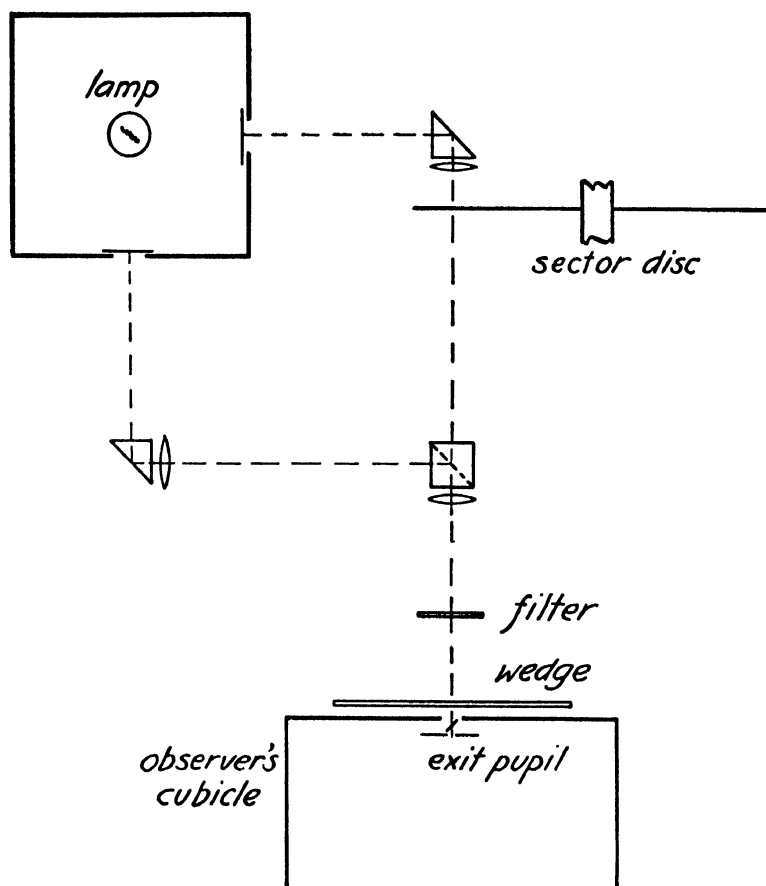 lamp
sector disc
filter
wedge
observer's
cubicle
exit pupil